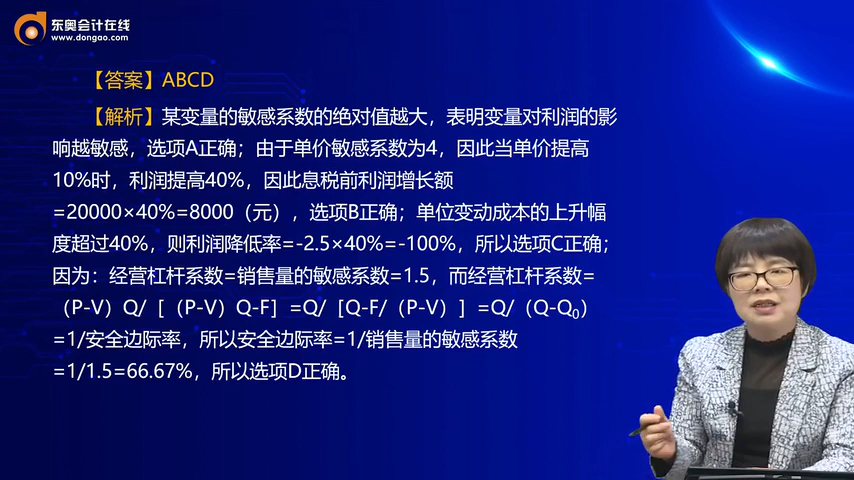 东奥会计在线
www.dongao.com
【答案】ABCD
【解析】某变量的敏感系数的绝对值越大，表明变量对利润的影
响越敏感，选项A正确；由于单价敏感系数为4，因此当单价提高
10%时，利润提高40%，因此息税前利润增长额
=20000×40%=8000（元），选项B正确；单位变动成本的上升幅
度超过40%，则利润降低率=-2.5×40%=-100%，所以选项C正确；
因为：经营杠杆系数=销售量的敏感系数=1.5，而经营杠杆系数=
（P-V）Q/［（P-V）Q-F］=Q/［Q-F/（P-V）］=Q/（Q-Q₀）
=1/安全边际率，所以安全边际率=1/销售量的敏感系数
=1/1.5=66.67%，所以选项D正确。